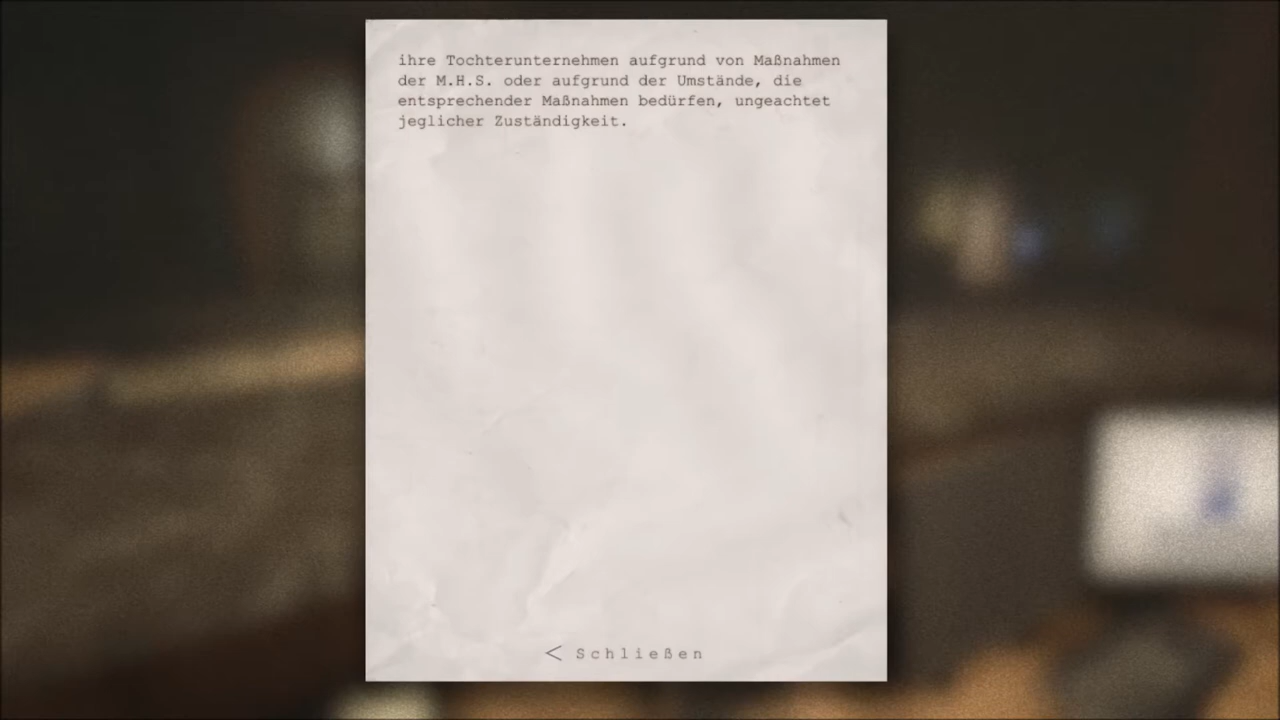 ihre Tochterunternehmen aufgrund von Maßnahmen
der M.H.S. oder aufgrund der Umstände, die
entsprechender Maßnahmen bedürfen, ungeachtet
jeglicher Zuständigkeit.
< Schließen